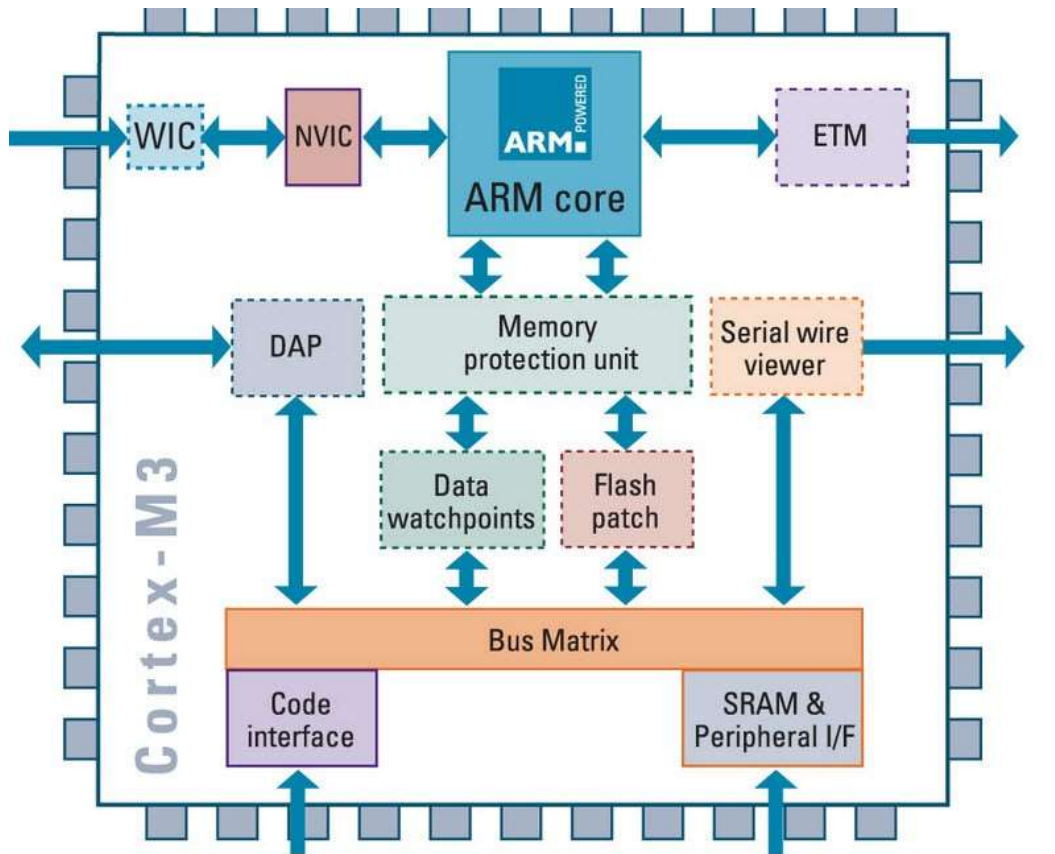 WIC
NVIC
ARM
POWERED
ARM core
ETM
DAP
Memory
protection unit
Serial wire
viewer
Data
watchpoints
Flash
patch
Cortex-M3
Bus Matrix
Code
interface
SRAM &
Peripheral I/F